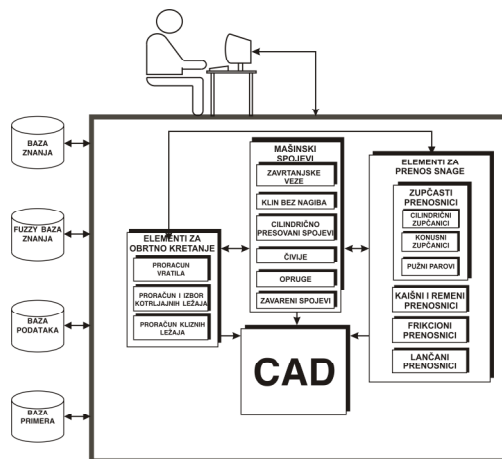 BAZA
ZNANJA
FUZZY BAZA
ZNANJA
BAZA
PODATAKA
BAZA
PRIMERA
ELEMENTI ZA
OBRTNO KRETANJE
PRORACUN
VRATILA
PRORAČUN I IZBOR
KOTRLJAJNIH LEŽAJA
PRORAČUN KLIZNIH
LEŽAJA
MAŠINSKI
SPOJEVI
ZAVRTANJSKE
VEZE
KLIN BEZ NAGIBA
CILINDRIČNO
PRESOVANI SPOJEVI
ČIVIJE
OPRUGE
ZAVARENI SPOJEVI
CAD
ELEMENTI ZA
PRENOS SNAGE
ZUPČASTI
PRENOSNICI
CILINDRIČNI
ZUPČANICI
KONUSNI
ZUPČANICI
PUŽNI PAROVI
KAIŠNI I REMENI
PRENOSNICI
FRIKCIONI
PRENOSNICI
LANČANI
PRENOSNICI